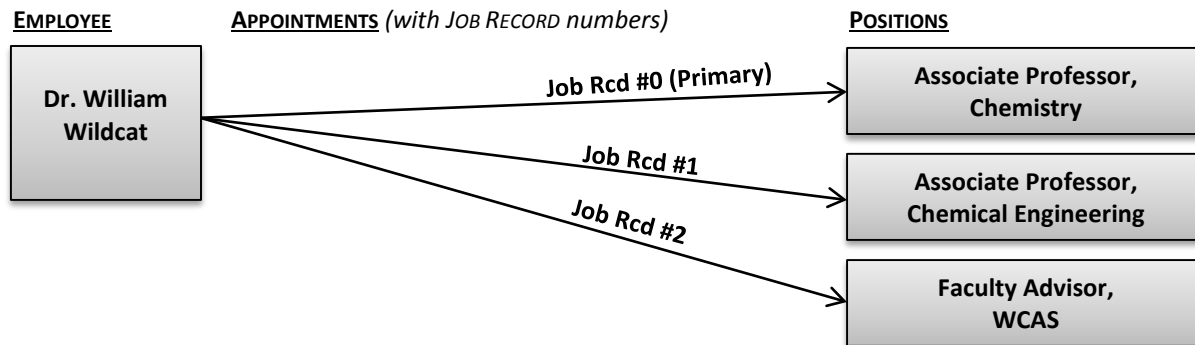 EMPLOYEE
APPOINTMENTS (with JOB RECORD numbers)
POSITIONS
Dr. William
Wildcat
Job Rcd #0 (Primary)
Job Rcd #1
Job Rcd #2
Associate Professor,
Chemistry
Associate Professor,
Chemical Engineering
Faculty Advisor,
WCAS